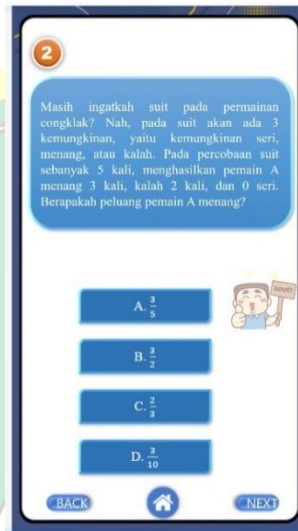 2
Masih ingatkah suit pada permainan
congklak? Nah, pada suit akan ada 3
kemungkinan, yaitu kemungkinan seri,
menang, atau kalah. Pada percobaan suit
sebanyak 5 kali, menghasilkan pemain A
menang 3 kali, kalah 2 kali, dan 0 seri.
Berapakah peluang pemain A menang?
A. 3/5
GOOD!
B. 3/2
C. 2/3
D. 3/10
BACK
NEXT